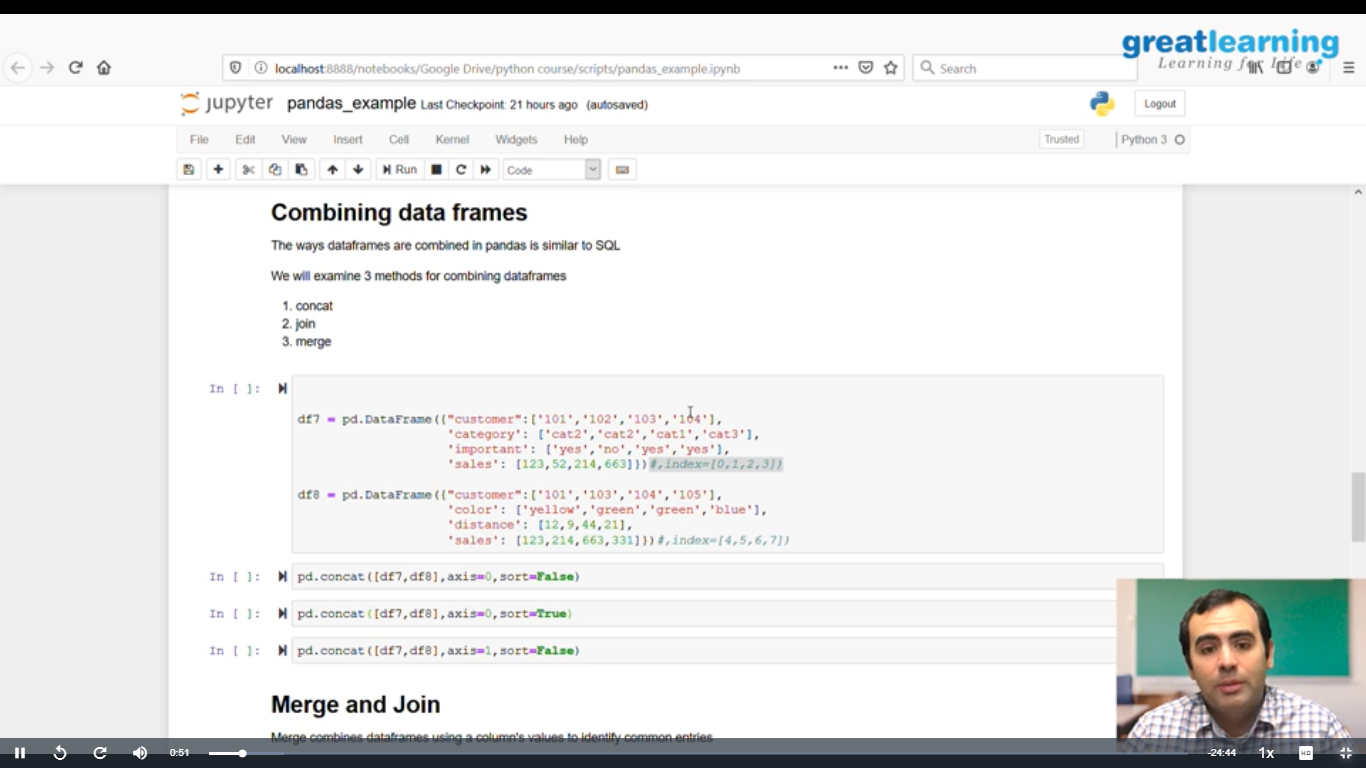 greatlearning
Learning for Life
localhost:8888/notebooks/Google Drive/python course/scripts/pandas_example.ipynb
Search
jupyter pandas_example Last Checkpoint: 21 hours ago (autosaved)
Logout
File Edit View Insert Cell Kernel Widgets Help
Trusted
Python 3
Run
Code
Combining data frames
The ways dataframes are combined in pandas is similar to SQL
We will examine 3 methods for combining dataframes
1. concat
2. join
3. merge
In [ ]:
df7 = pd.DataFrame({"customer":['101','102','103','104'],
'category': ['cat2','cat2','cat1','cat3'],
'important': ['yes','no','yes','yes'],
'sales': [123,52,214,663]})#,index=[0,1,2,3])
df8 = pd.DataFrame({"customer":['101','103','104','105'],
'color': ['yellow','green','green','blue'],
'distance': [12,9,44,21],
'sales': [123,214,663,331]})#,index=[4,5,6,7])
In [ ]: pd.concat([df7,df8],axis=0,sort=False)
In [ ]: pd.concat([df7,df8],axis=0,sort=True)
In [ ]: pd.concat([df7,df8],axis=1,sort=False)
Merge and Join
Merge combines dataframes using a column's values to identify common entries
0:51
-24:44
1x
HD